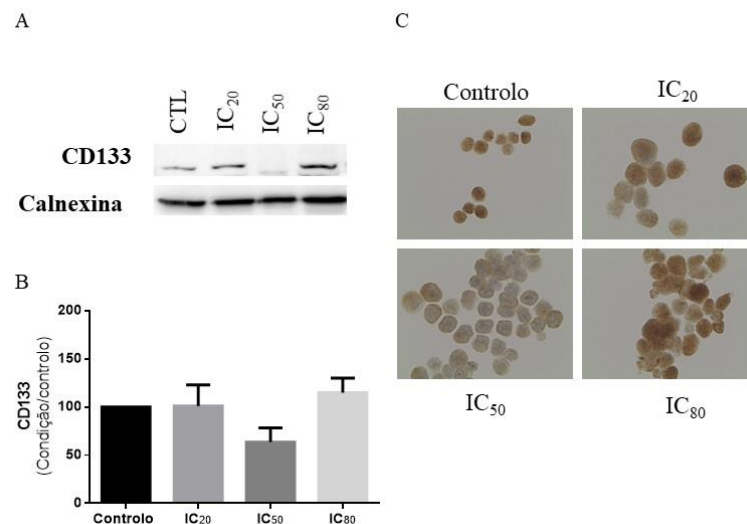 A
CTL
IC20
IC50
IC80
CD133
Calnexina
B
200
150
100
50
0
CD133
(Condição/controlo)
Controlo
IC20
IC50
IC80
C
Controlo
IC20
IC50
IC80